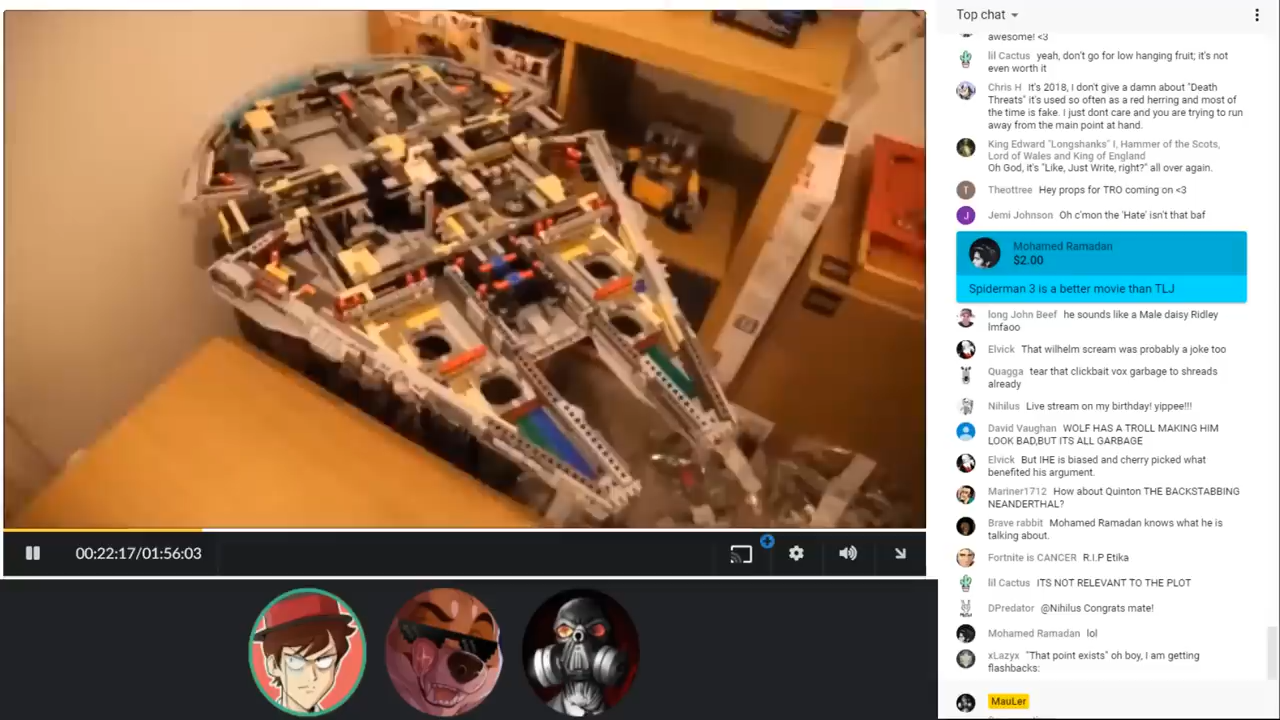 Top chat
awesome! <3
lil Cactus yeah, don't go for low hanging fruit; it's not
even worth it
Chris H It's 2018, I don't give a damn about "Death
Threats" it's used so often as a red herring and most of
the time is fake. I just dont care and you are trying to run
away from the main point at hand.
King Edward "Longshanks" I, Hammer of the Scots,
Lord of Wales and King of England
Oh God, it's "Like, Just Write, right?" all over again.
T
Theottree Hey props for TRO coming on <3
J
Jemi Johnson Oh c'mon the 'Hate' isn't that baf
Mohamed Ramadan
$2.00
Spiderman 3 is a better movie than TLJ
long John Beef he sounds like a Male daisy Ridley
lmfaoo
Elvick That wilhelm scream was probably a joke too
Quagga tear that clickbait vox garbage to shreads
already
Nihilus Live stream on my birthday! yippee!!!
David Vaughan WOLF HAS A TROLL MAKING HIM
LOOK BAD,BUT ITS ALL GARBAGE
Elvick But IHE is biased and cherry picked what
benefited his argument.
Mariner1712 How about Quinton THE BACKSTABBING
NEANDERTHAL?
Brave rabbit Mohamed Ramadan knows what he is
talking about.
Fortnite is CANCER R.I.P Etika
lil Cactus ITS NOT RELEVANT TO THE PLOT
DPredator @Nihilus Congrats mate!
Mohamed Ramadan lol
xLazyx "That point exists" oh boy, I am getting
flashbacks:
MauLer
00:22:17/01:56:03